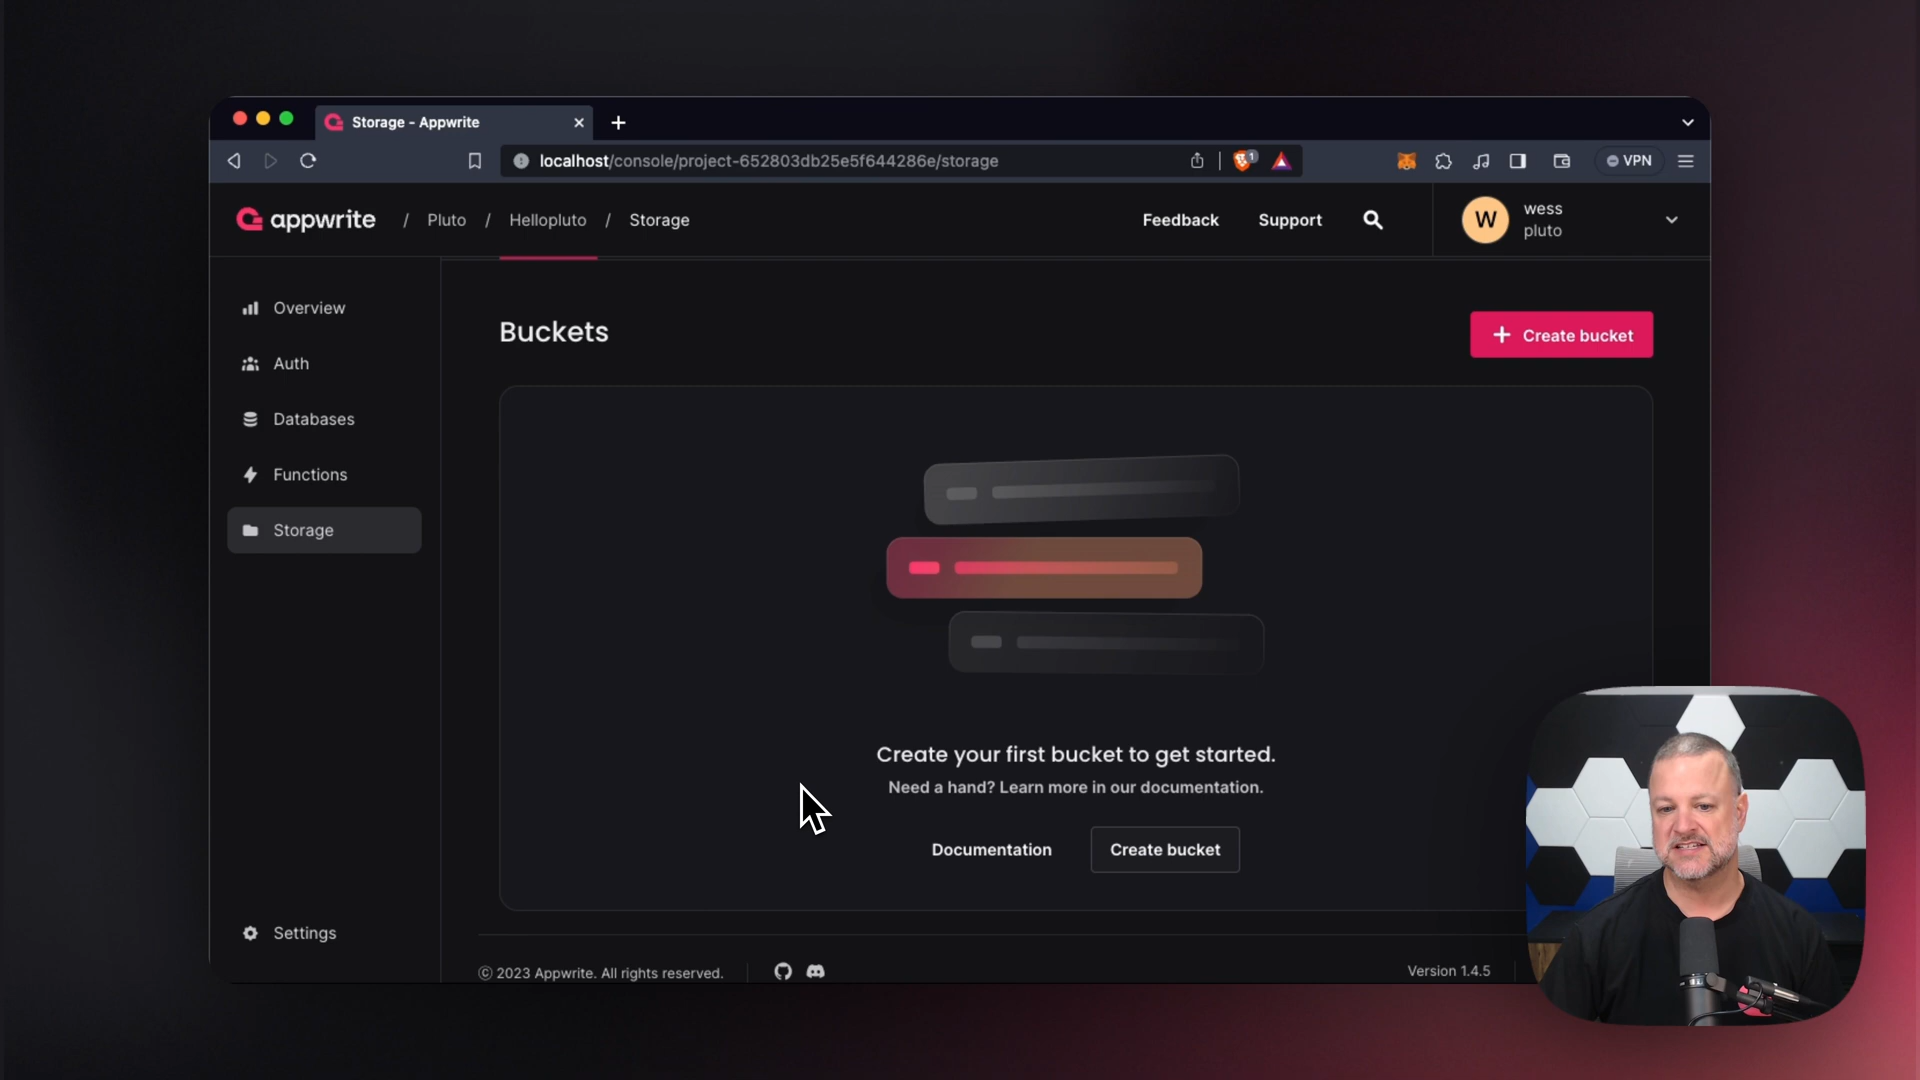 Storage - Appwrite
localhost/console/project-652803db25e5f644286e/storage
1
VPN
appwrite / Pluto / Hellopluto / Storage
Feedback
Support
W
wess
pluto
Overview
Auth
Databases
Functions
Storage
Settings
Buckets
+ Create bucket
Create your first bucket to get started.
Need a hand? Learn more in our documentation.
Documentation
Create bucket
© 2023 Appwrite. All rights reserved.
Version 1.4.5